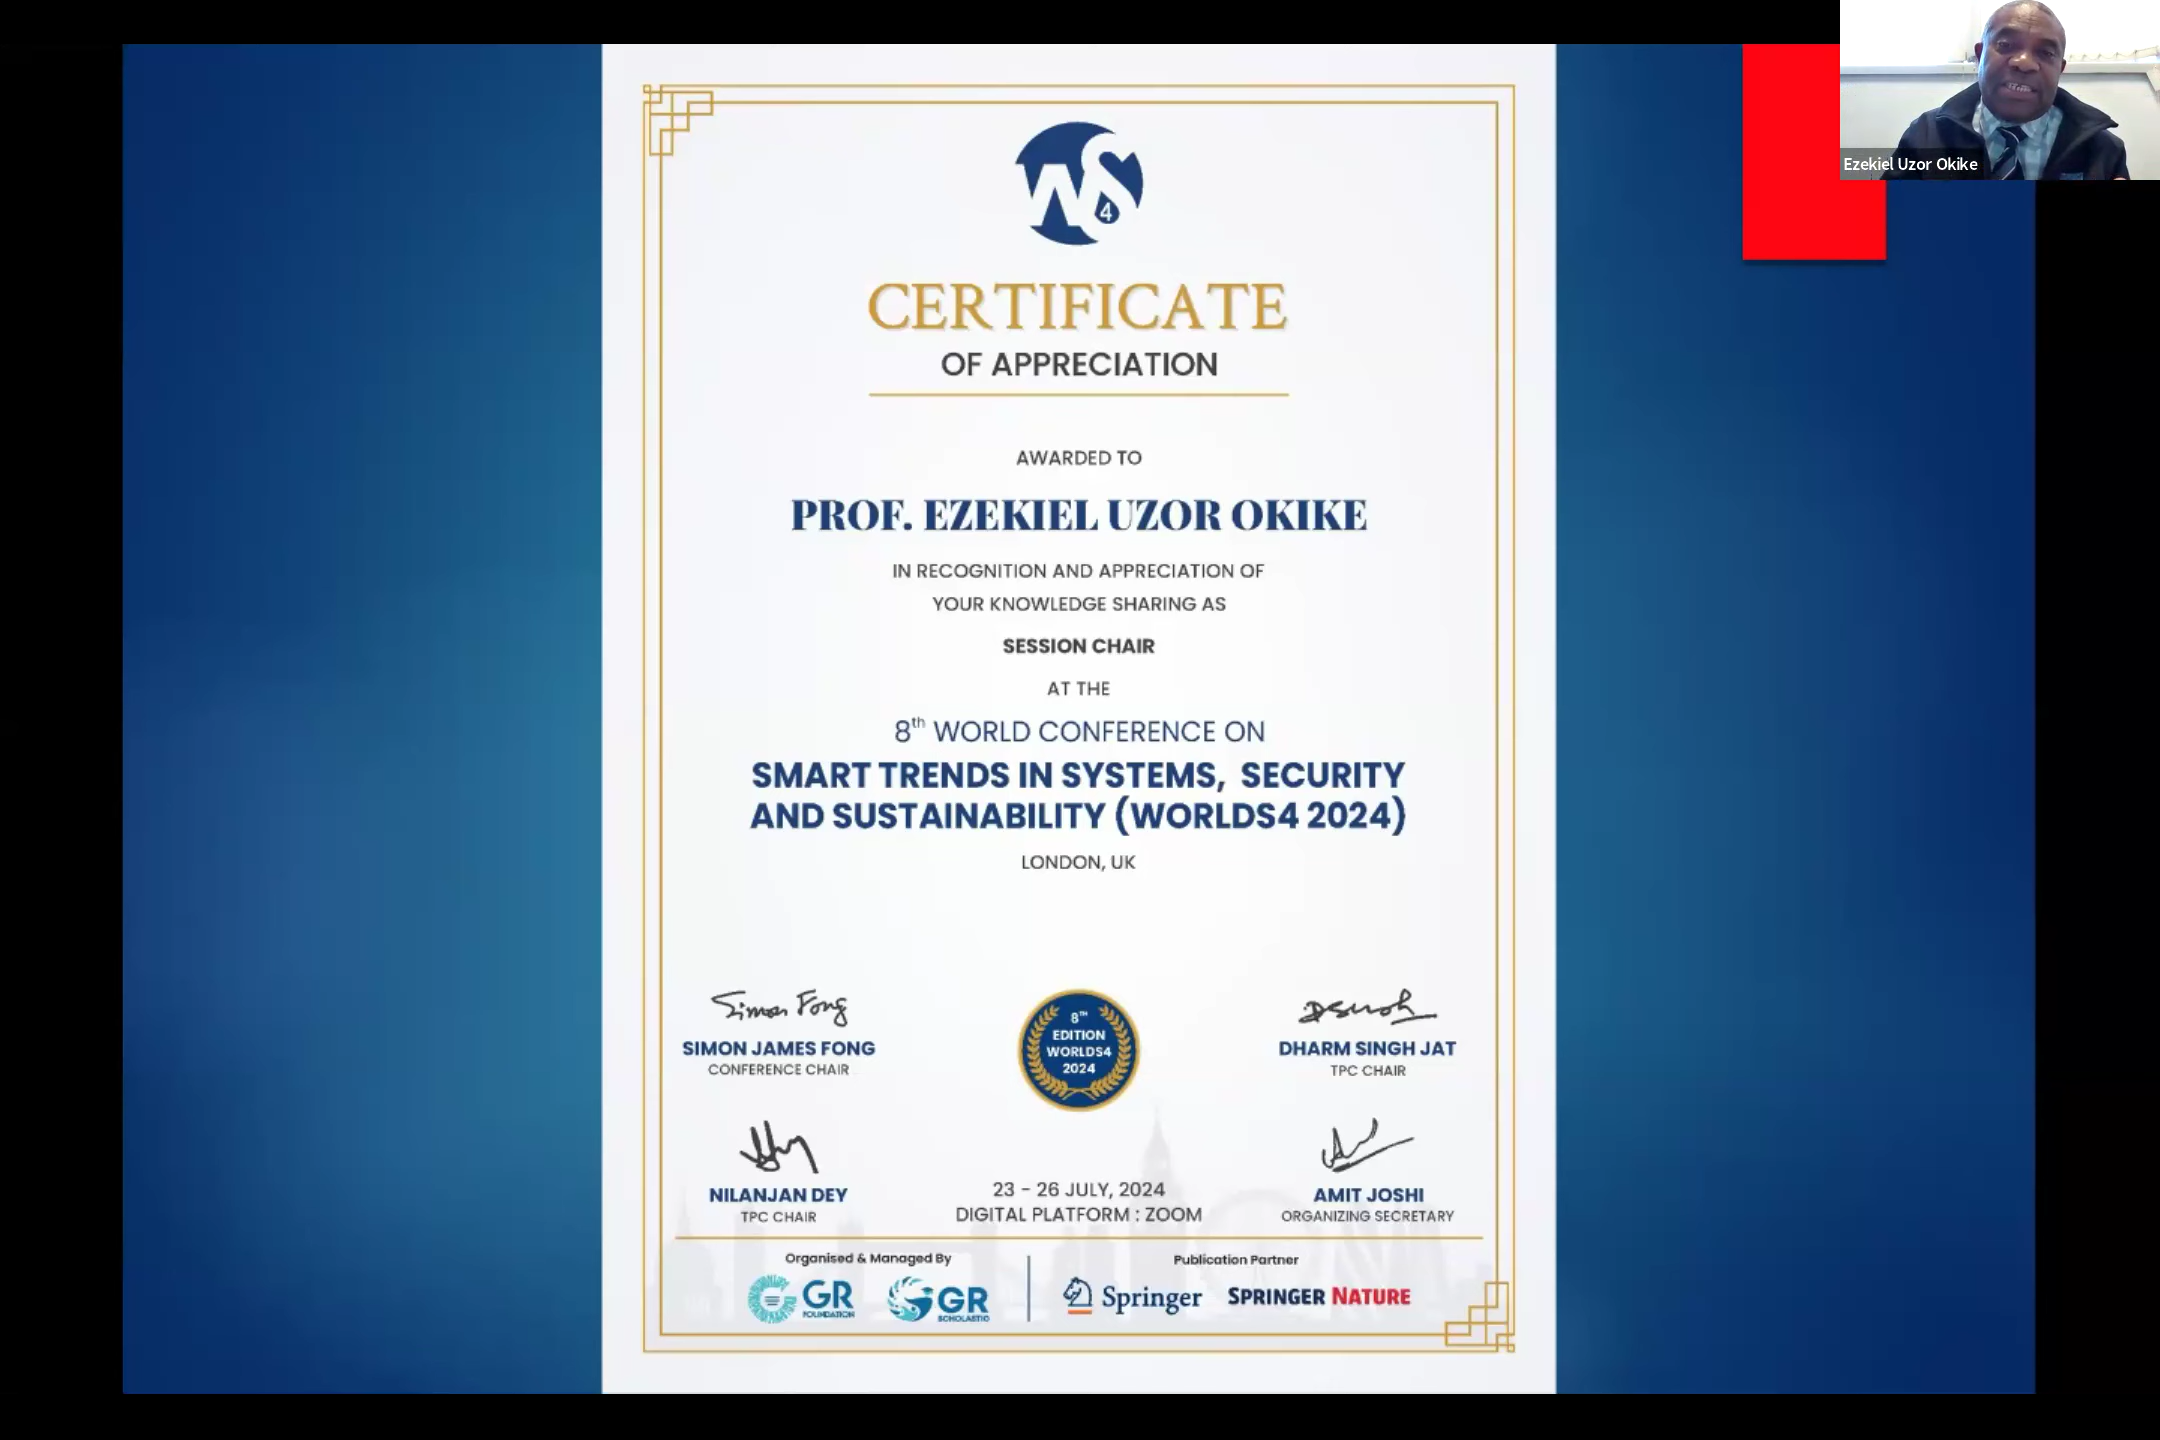 Ezekiel Uzor Okike
WS4
CERTIFICATE
OF APPRECIATION
AWARDED TO
PROF. EZEKIEL UZOR OKIKE
IN RECOGNITION AND APPRECIATION OF
YOUR KNOWLEDGE SHARING AS
SESSION CHAIR
AT THE
8th WORLD CONFERENCE ON
SMART TRENDS IN SYSTEMS, SECURITY
AND SUSTAINABILITY (WORLDS4 2024)
LONDON, UK
Simon Fong
SIMON JAMES FONG
CONFERENCE CHAIR
8TH
EDITION
WORLDS4
2024
DHARM SINGH JAT
TPC CHAIR
NILANJAN DEY
TPC CHAIR
23 - 26 JULY, 2024
DIGITAL PLATFORM : ZOOM
AMIT JOSHI
ORGANIZING SECRETARY
Organised & Managed By
GR
FOUNDATION
GR
SCHOLASTIC
Publication Partner
Springer
SPRINGER NATURE